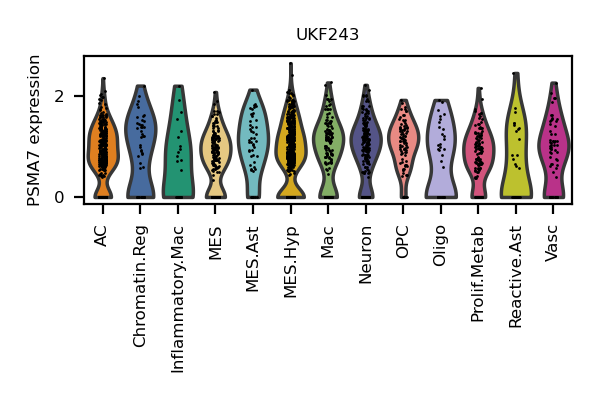 UKF243
PSMA7 expression
2
0
AC
Chromatin.Reg
Inflammatory.Mac
MES
MES.Ast
MES.Hyp
Mac
Neuron
OPC
Oligo
Prolif.Metab
Reactive.Ast
Vasc